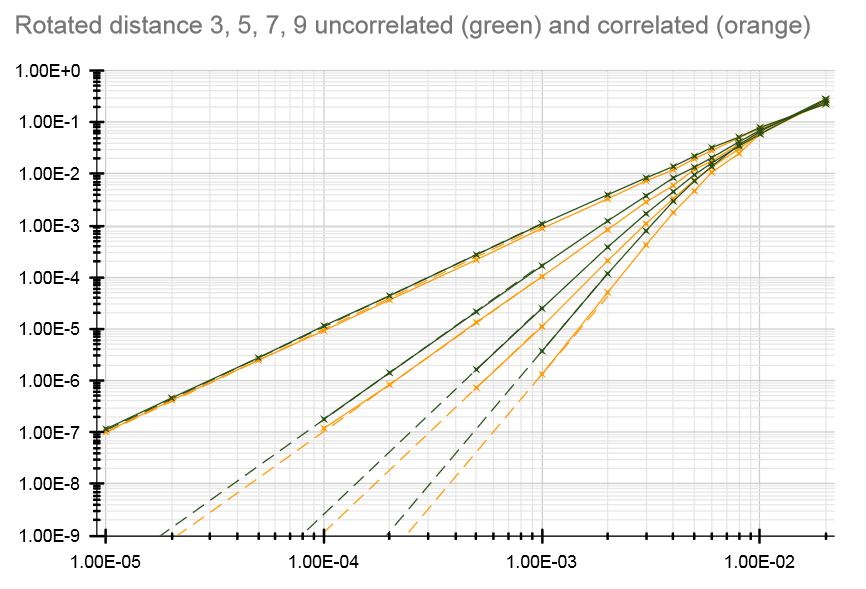 Rotated distance 3, 5, 7, 9 uncorrelated (green) and correlated (orange)
1.00E+0
1.00E-1
1.00E-2
1.00E-3
1.00E-4
1.00E-5
1.00E-6
1.00E-7
1.00E-8
1.00E-9
1.00E-05 1.00E-04 1.00E-03 1.00E-02